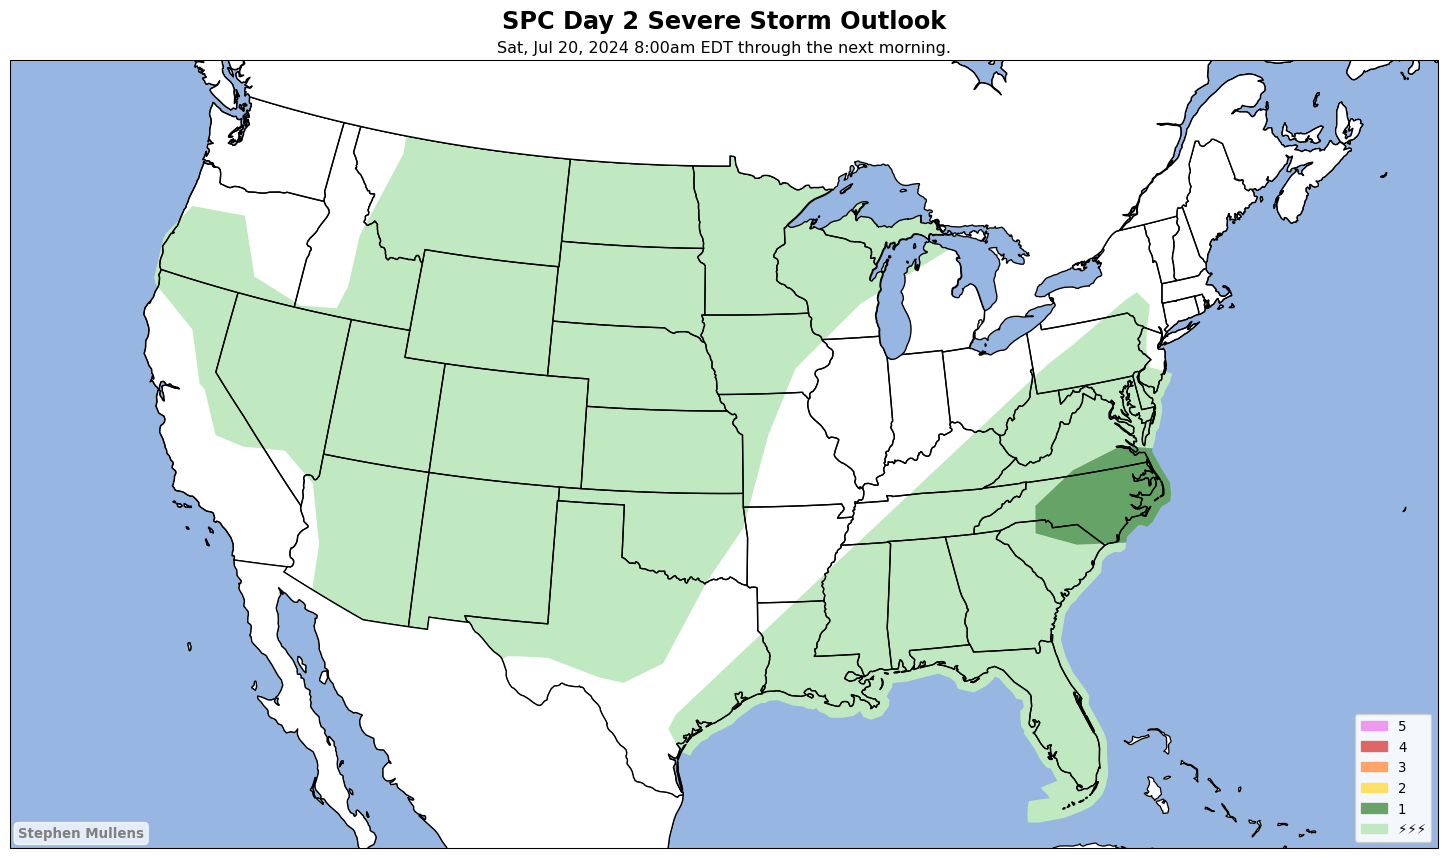 SPC Day 2 Severe Storm Outlook
Sat, Jul 20, 2024 8:00am EDT through the next morning.
5
4
3
2
1
⚡⚡⚡
Stephen Mullens